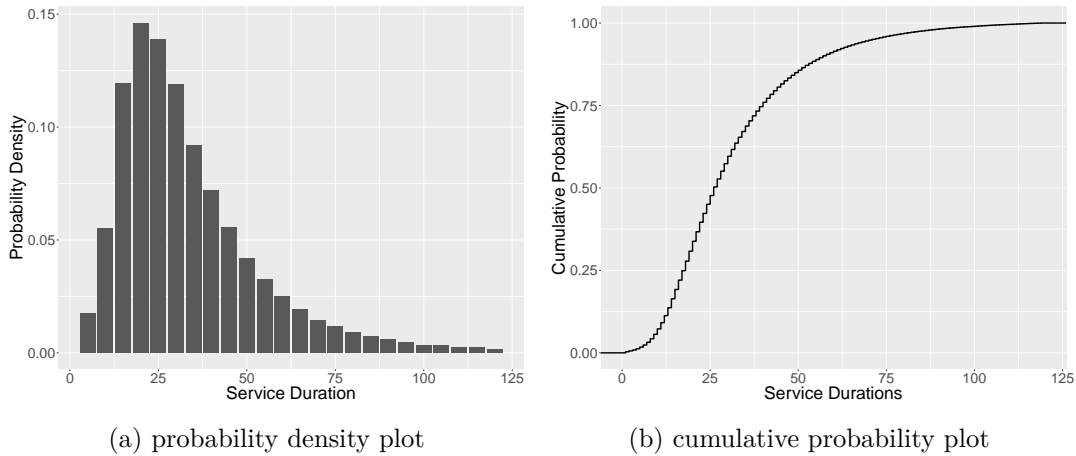 0.15
0.10
0.05
0.00
Probability Density
0 25 50 75 100 125
Service Duration
(a) probability density plot
1.00
0.75
0.50
0.25
0.00
Cumulative Probability
0 25 50 75 100 125
Service Durations
(b) cumulative probability plot